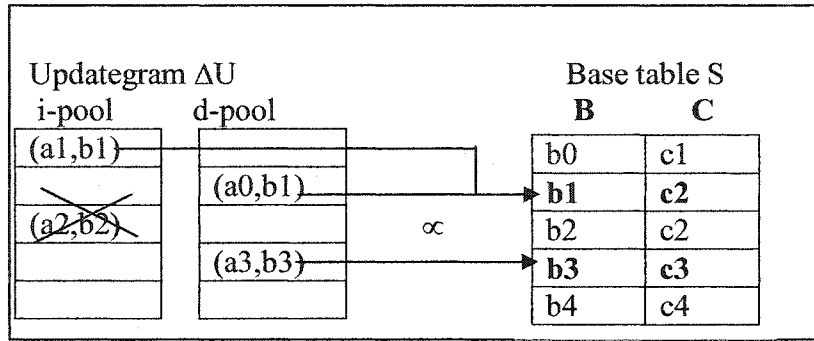 Updategram ΔU Base table S
i-pool d-pool B C
(a1,b1) b0 c1
(a0,b1) b1 c2
(a2,b2) ∝ b2 c2
(a3,b3) b3 c3
b4 c4